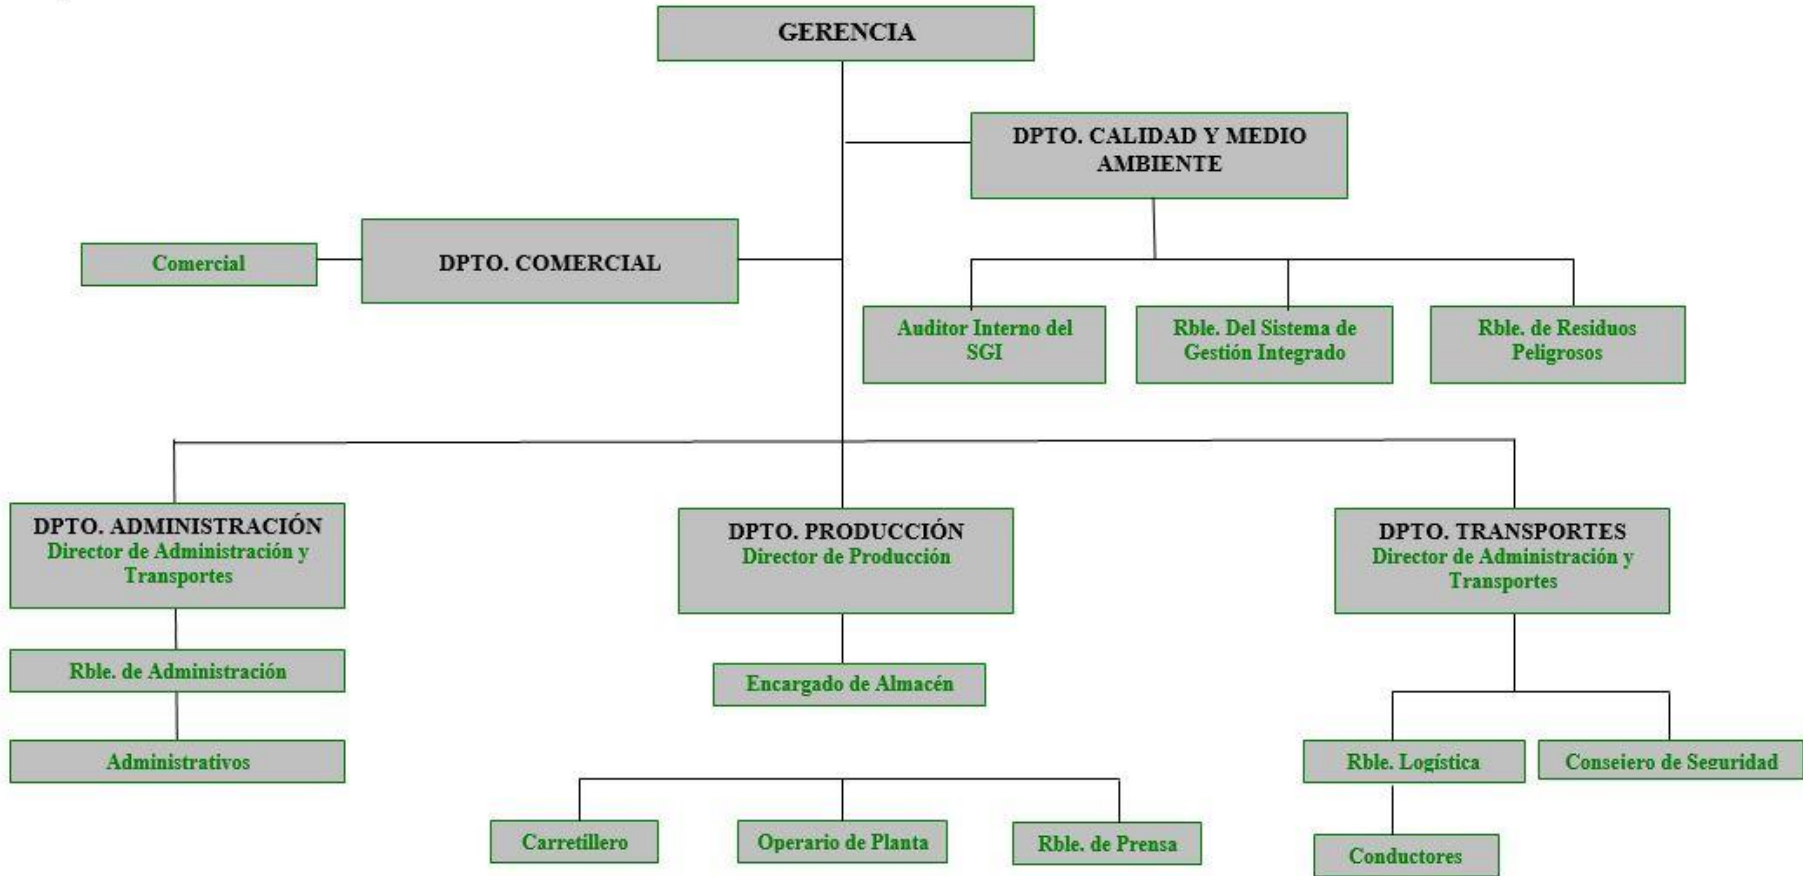 GERENCIA
DPTO. CALIDAD Y MEDIO
AMBIENTE
Comercial
DPTO. COMERCIAL
Auditor Interno del
SGI
Rble. Del Sistema de
Gestión Integrado
Rble. de Residuos
Peligrosos
DPTO. ADMINISTRACIÓN
Director de Administración y
Transportes
DPTO. PRODUCCIÓN
Director de Producción
DPTO. TRANSPORTES
Director de Administración y
Transportes
Rble. de Administración
Encargado de Almacén
Administrativos
Rble. Logística
Consejero de Seguridad
Carretillero
Operario de Planta
Rble. de Prensa
Conductores